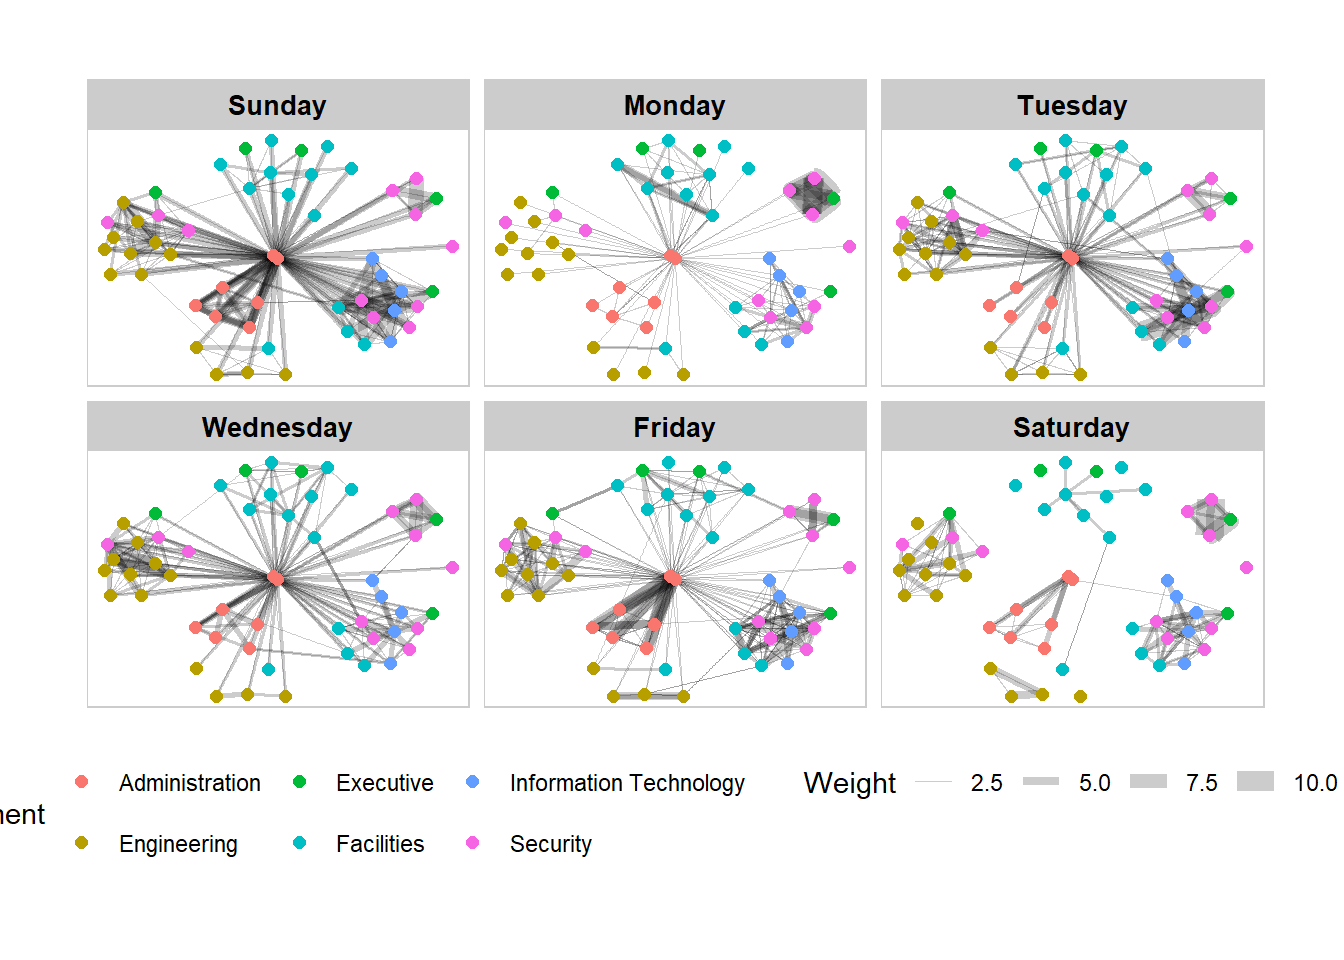 Sunday
Monday
Tuesday
Wednesday
Friday
Saturday
Administration
Executive
Information Technology
Engineering
Facilities
Security
Weight
2.5
5.0
7.5
10.0